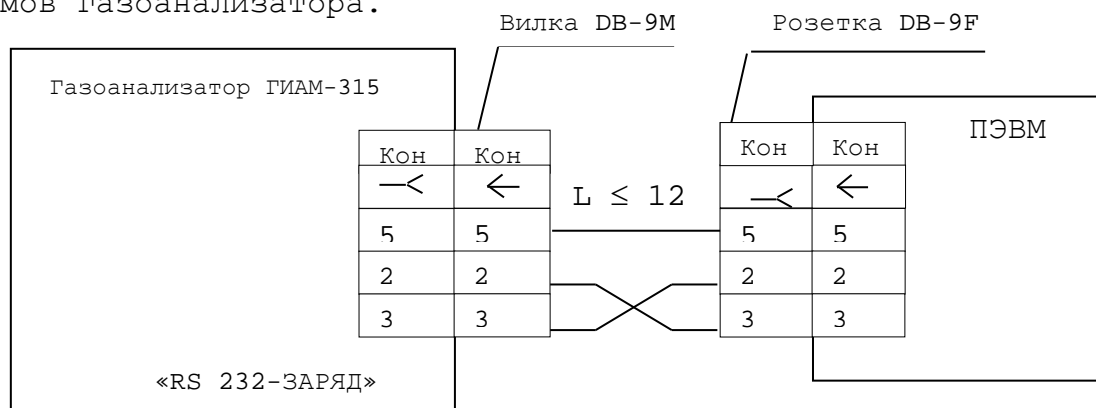 мов газоанализатора.
Вилка DB-9M Розетка DB-9F
Газоанализатор ГИАМ-315
ПЭВМ
Кон Кон Кон Кон
L ≤ 12
5 5 5 5
2 2 2 2
3 3 3 3
«RS 232-ЗАРЯД»